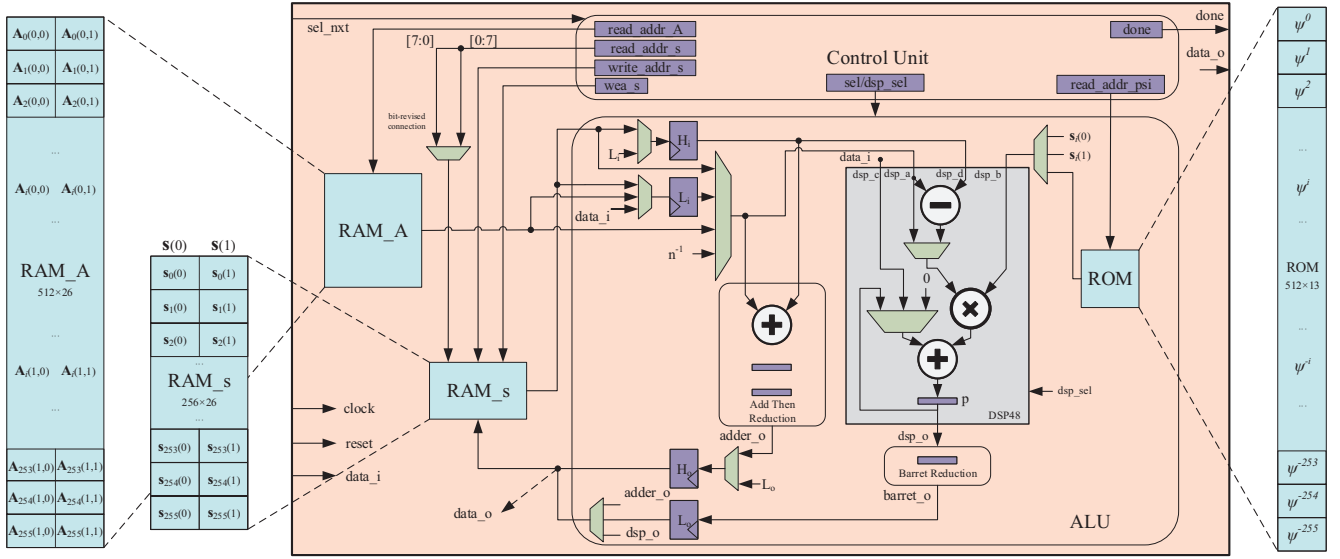 A0(0,0) A0(0,1)
A1(0,0) A1(0,1)
A2(0,0) A2(0,1)
...
Ai(0,0) Ai(0,1)
...
RAM_A
512×26
...
Ai(1,0) Ai(1,1)
...
A253(1,0) A253(1,1)
A254(1,0) A254(1,1)
A255(1,0) A255(1,1)
s(0) s(1)
s0(0) s0(1)
s1(0) s1(1)
s2(0) s2(1)
...
RAM_s
256×26
...
s253(0) s253(1)
s254(0) s254(1)
s255(0) s255(1)
sel_nxt
[7:0] [0:7]
read_addr_A
read_addr_s
write_addr_s
wea_s
Control Unit
sel/dsp_sel
done
read_addr_psi
done
data_o
bit-revised
connection
RAM_A
RAM_s
clock
reset
data_i
Li
Hi
data_i
Li
n-1
Add Then
Reduction
adder_o
Ho
Lo
adder_o
dsp_o
Lo
data_o
data_i
dsp_c dsp_a dsp_d dsp_b
0
p
DSP48
dsp_sel
dsp_o
Barret Reduction
barret_o
ALU
si(0)
si(1)
ROM
ψ0
ψ1
ψ2
...
ψi
...
ROM
512×13
...
ψ-i
...
ψ-253
ψ-254
ψ-255